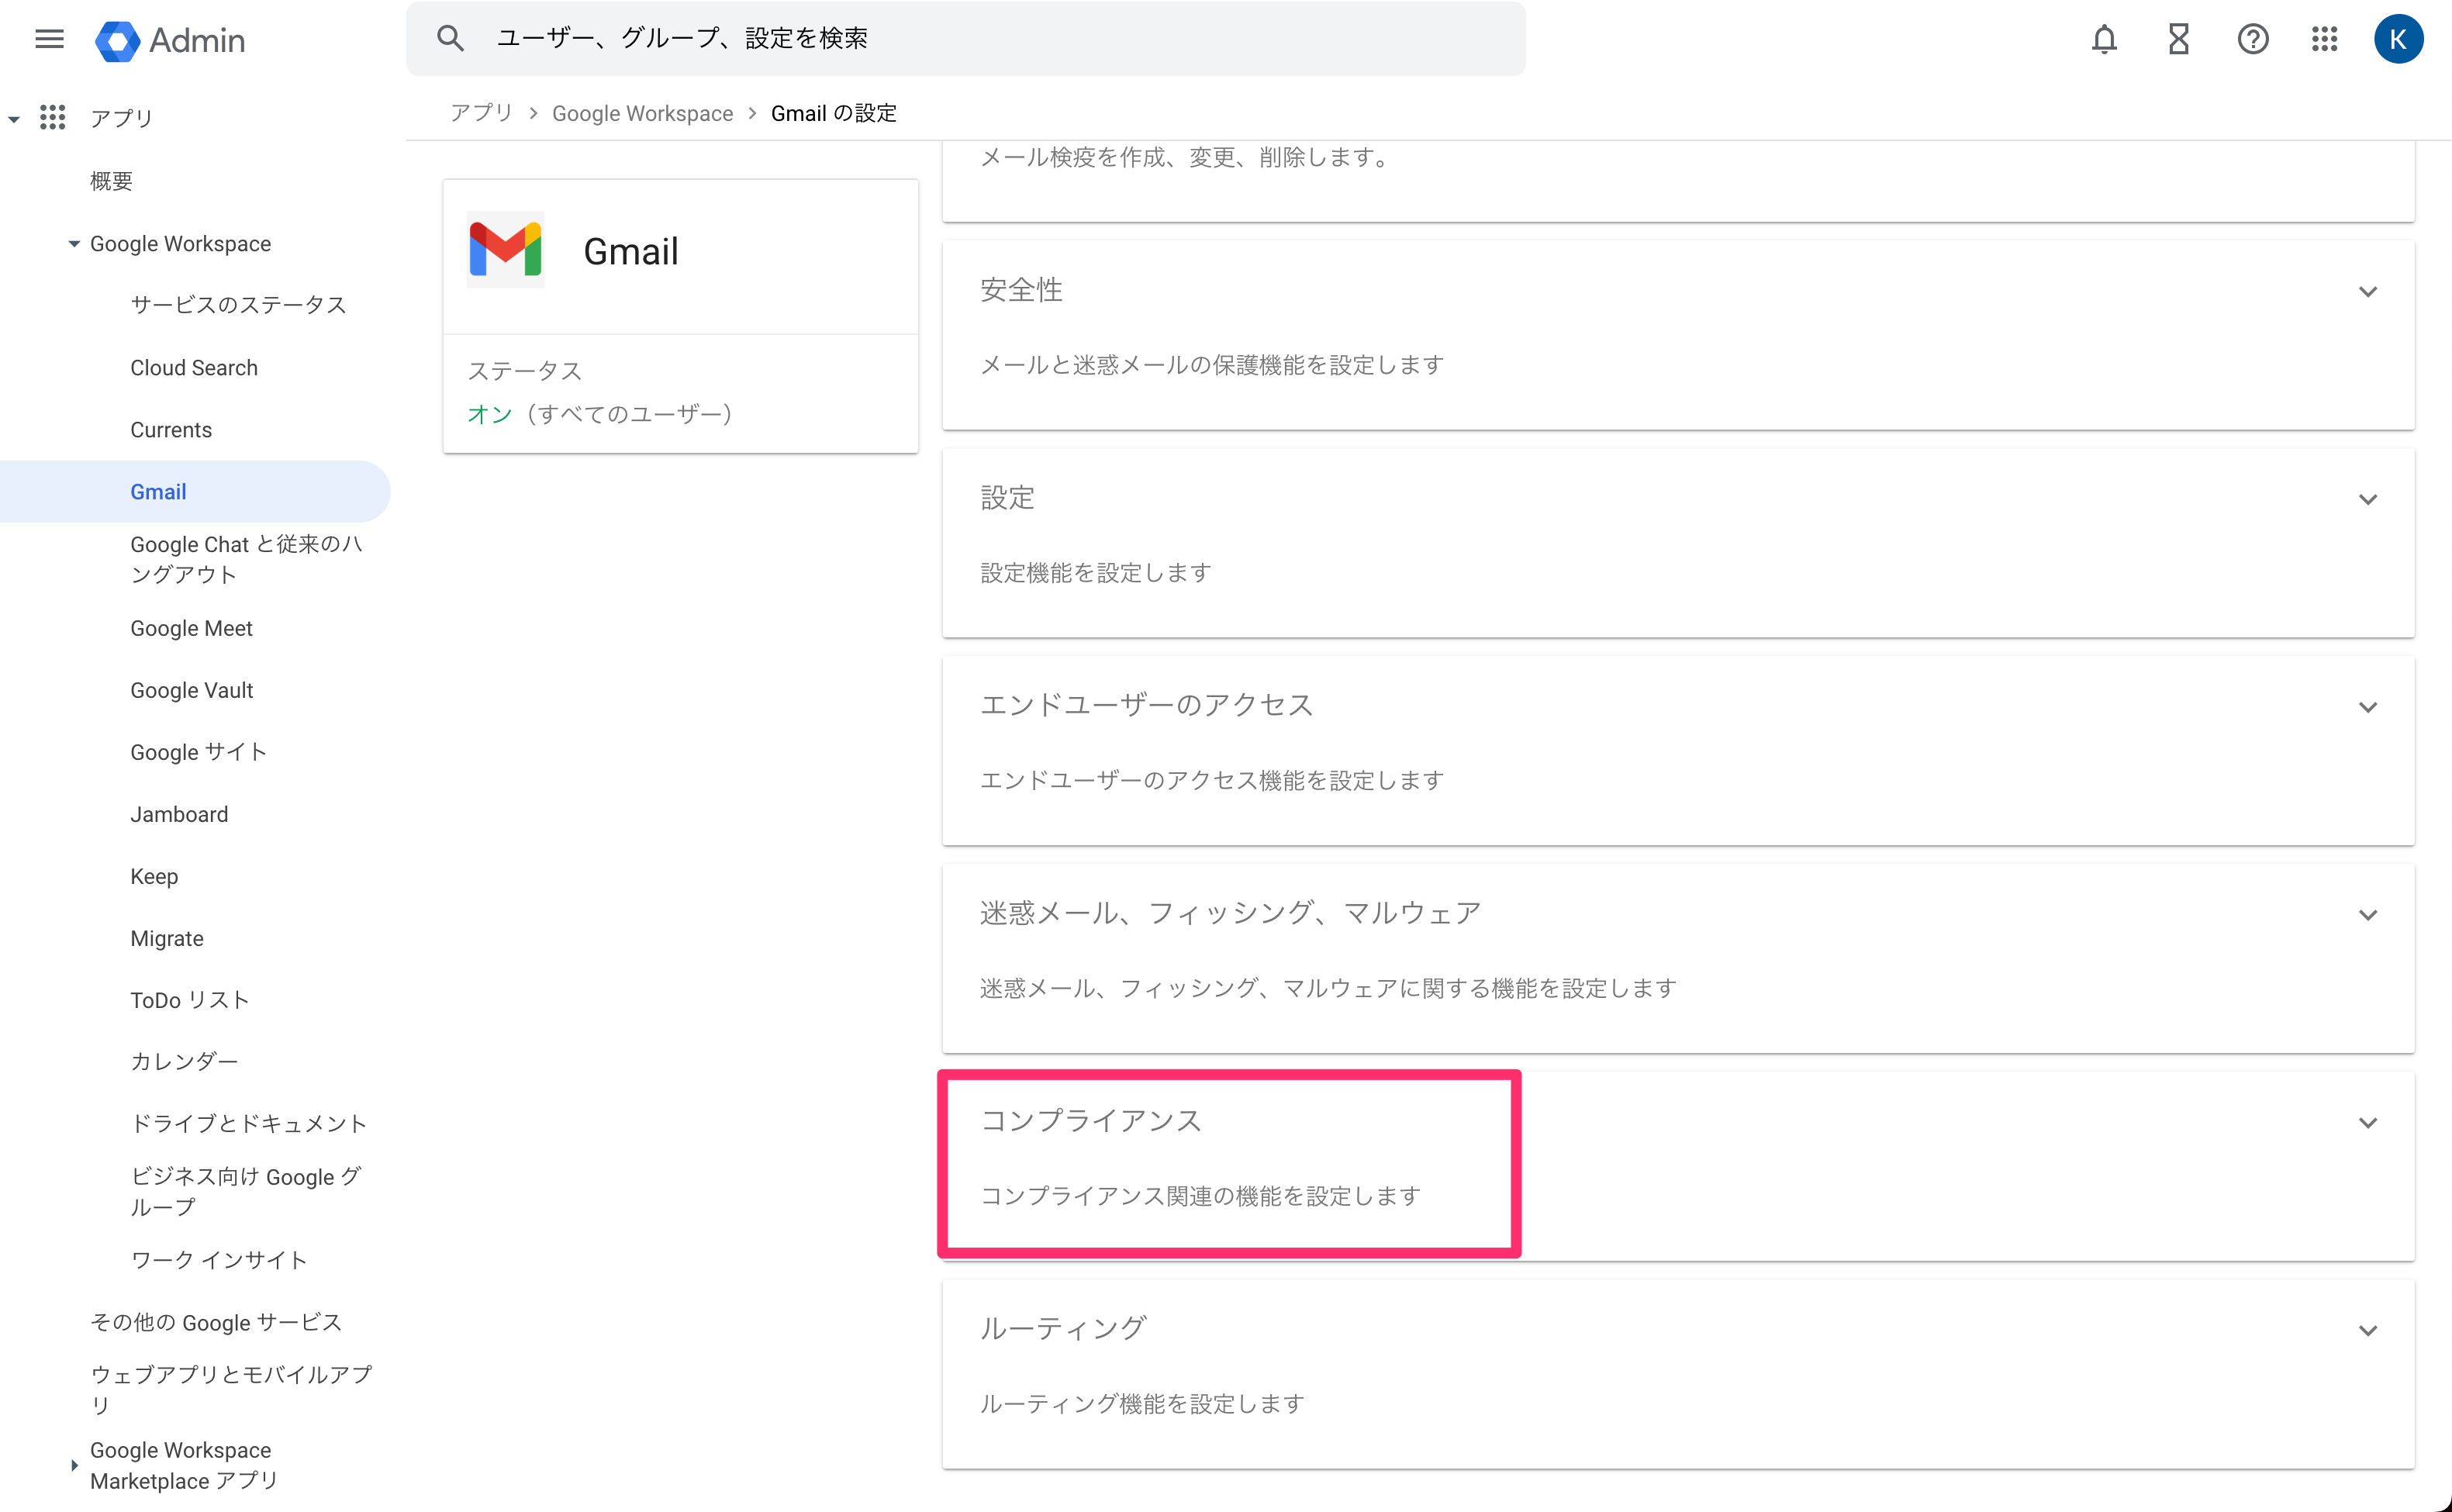 Admin
ユーザー、グループ、設定を検索
K
アプリ
概要
Google Workspace
サービスのステータス
Cloud Search
Currents
Gmail
Google Chat と従来のハ
ングアウト
Google Meet
Google Vault
Google サイト
Jamboard
Keep
Migrate
ToDo リスト
カレンダー
ドライブとドキュメント
ビジネス向け Google グ
ループ
ワーク インサイト
その他の Google サービス
ウェブアプリとモバイルアプ
リ
Google Workspace
Marketplace アプリ
アプリ > Google Workspace > Gmail の設定
Gmail
ステータス
オン（すべてのユーザー）
メール検疫を作成、変更、削除します。
安全性
メールと迷惑メールの保護機能を設定します
設定
設定機能を設定します
エンドユーザーのアクセス
エンドユーザーのアクセス機能を設定します
迷惑メール、フィッシング、マルウェア
迷惑メール、フィッシング、マルウェアに関する機能を設定します
コンプライアンス
コンプライアンス関連の機能を設定します
ルーティング
ルーティング機能を設定します